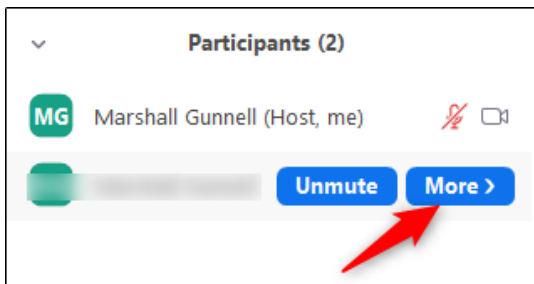 Participants (2)
MG Marshall Gunnell (Host, me)
Unmute More >